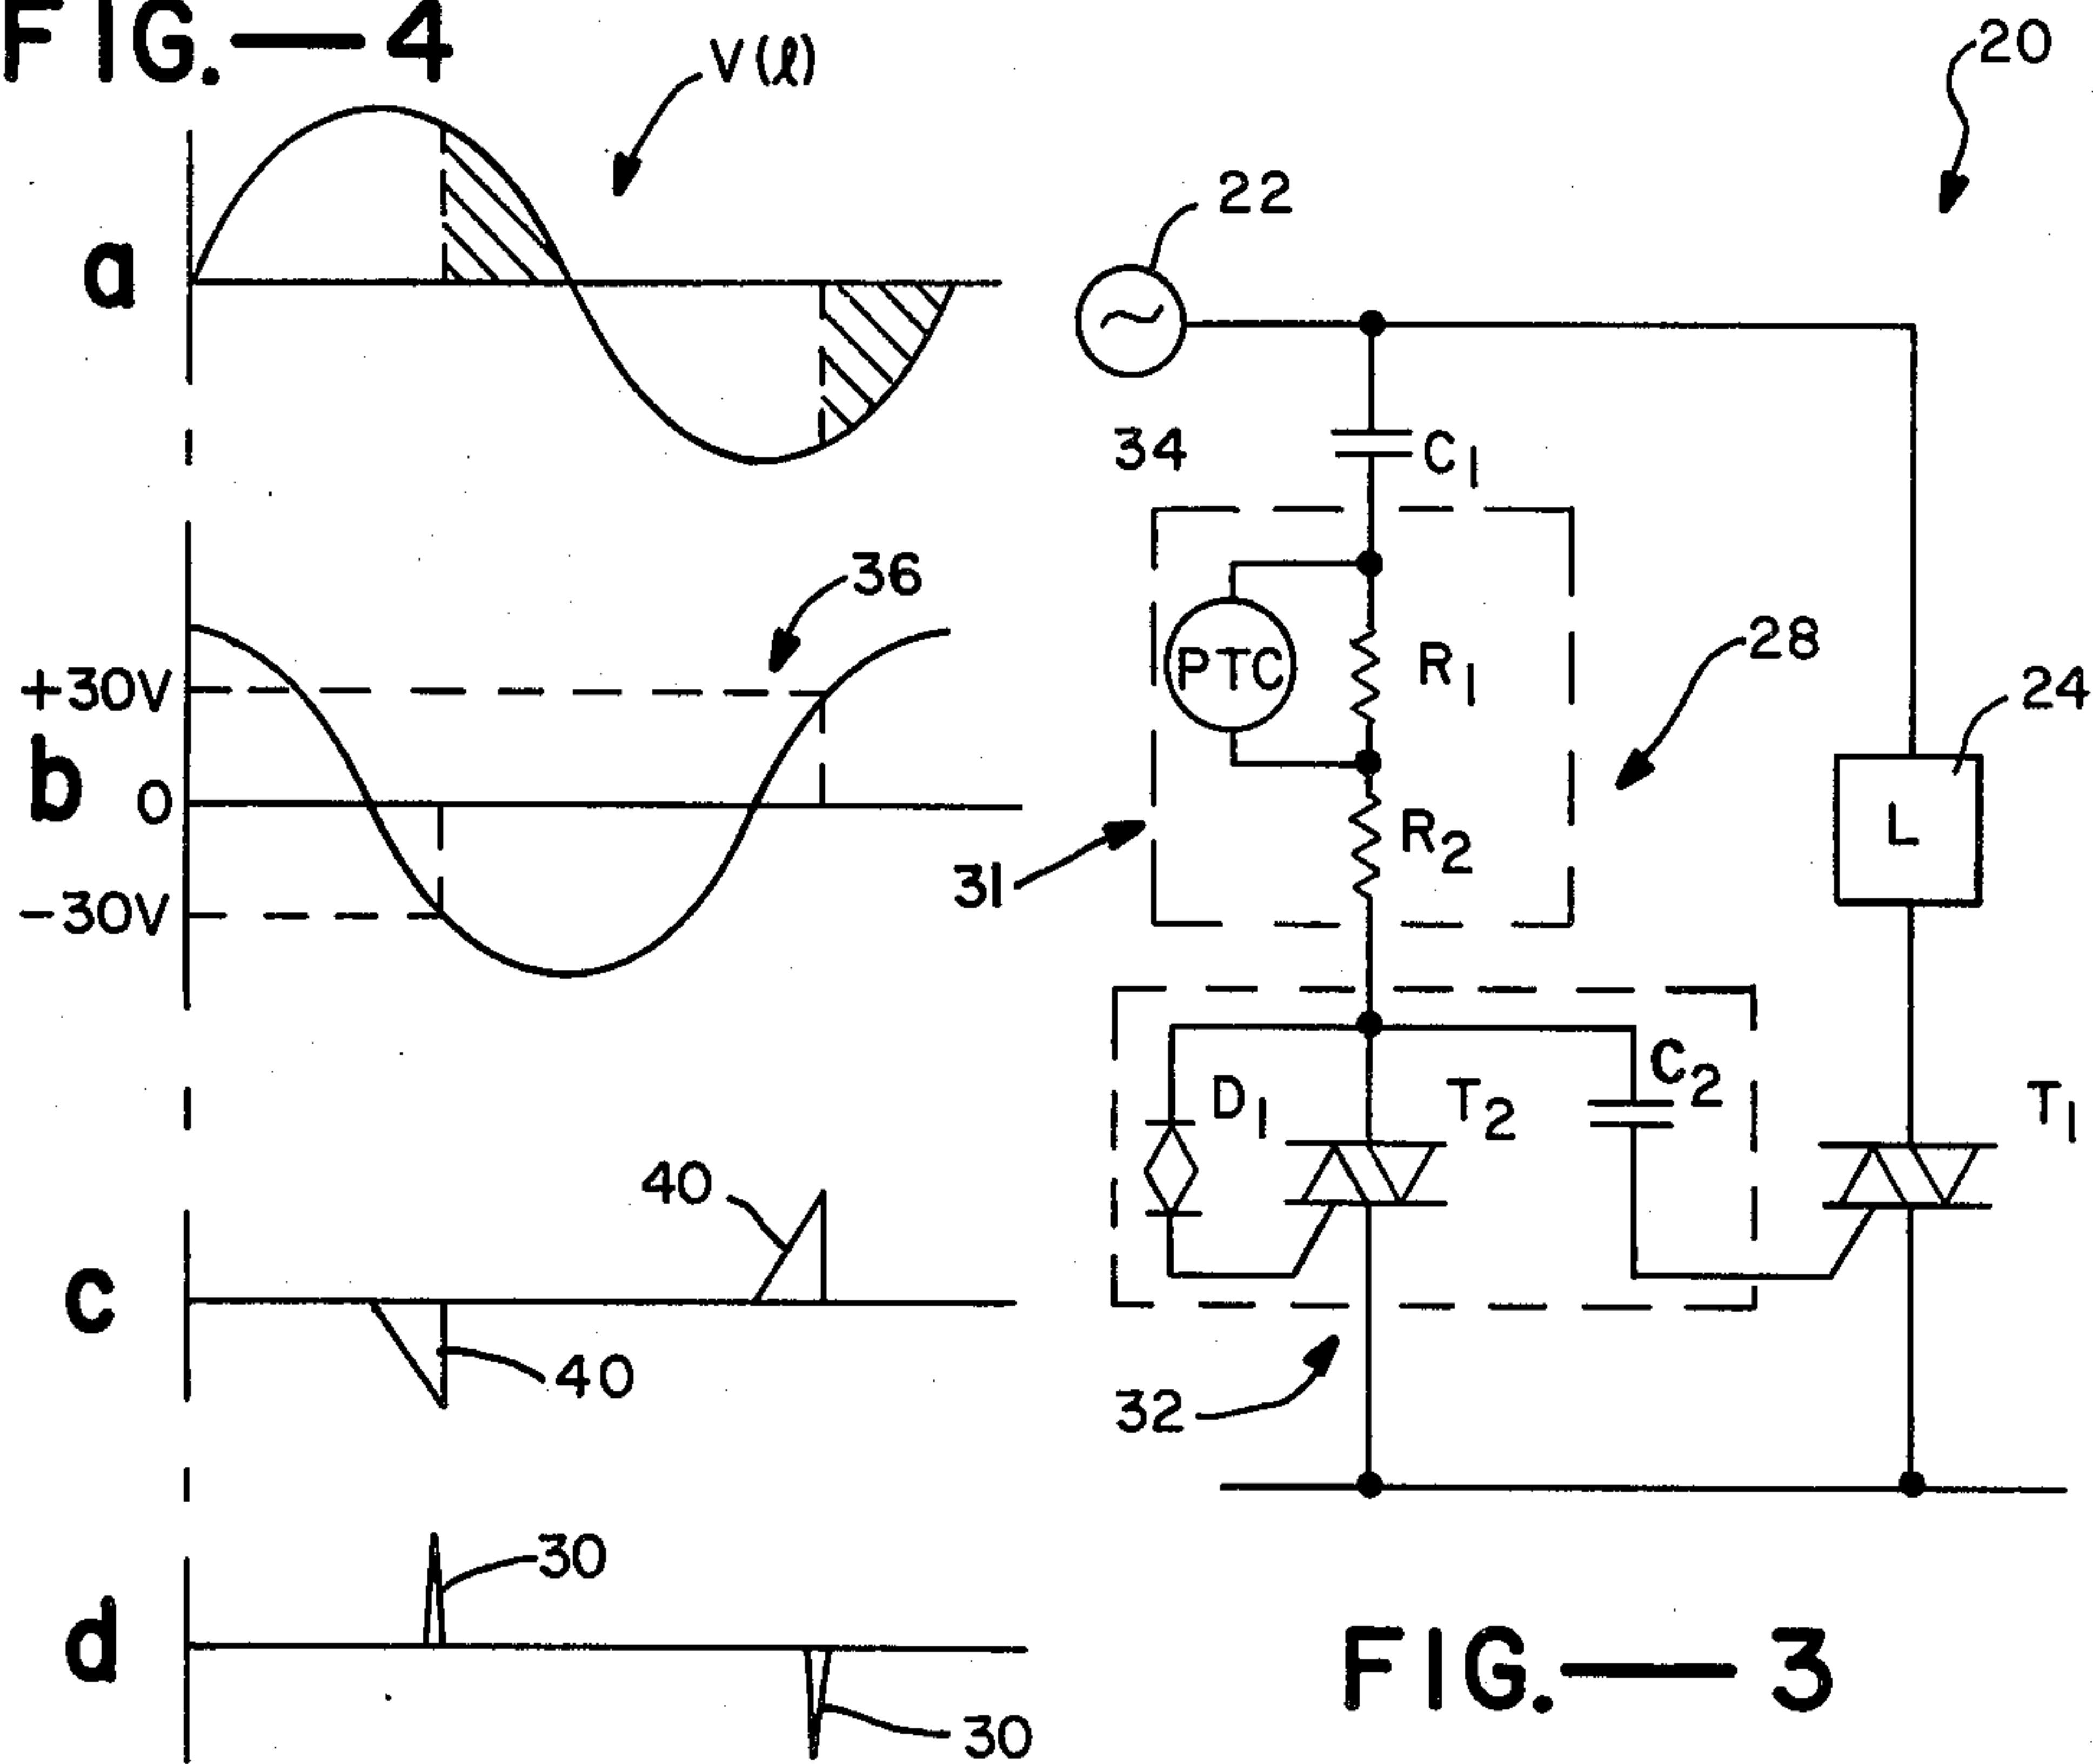 FIG.—4
V(ℓ)
a
36
+30V
b
0
-30V
40
c
40
30
d
30
20
22
34
C1
PTC
R1
28
24
L
R2
31
D1
T2
C2
T1
32
FIG.—3